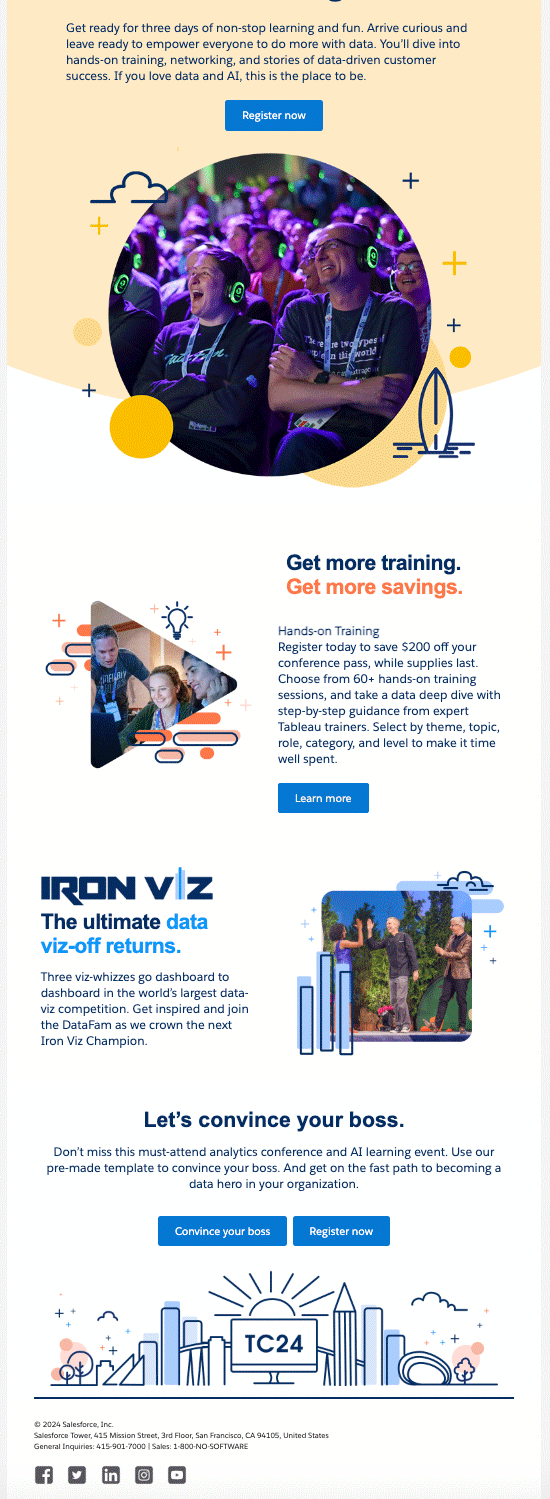 Get ready for three days of non-stop learning and fun. Arrive curious and
leave ready to empower everyone to do more with data. You’ll dive into
hands-on training, networking, and stories of data-driven customer
success. If you love data and AI, this is the place to be.
Register now
There are two types of
people in this world
Get more training.
Get more savings.
Hands-on Training
Register today to save $200 off your
conference pass, while supplies last.
Choose from 60+ hands-on training
sessions, and take a data deep dive with
step-by-step guidance from expert
Tableau trainers. Select by theme, topic,
role, category, and level to make it time
well spent.
Learn more
IRON VIZ
The ultimate data
viz-off returns.
Three viz-whizzes go dashboard to
dashboard in the world’s largest data-
viz competition. Get inspired and join
the DataFam as we crown the next
Iron Viz Champion.
Let’s convince your boss.
Don’t miss this must-attend analytics conference and AI learning event. Use our
pre-made template to convince your boss. And get on the fast path to becoming a
data hero in your organization.
Convince your boss
Register now
TC24
© 2024 Salesforce, Inc.
Salesforce Tower, 415 Mission Street, 3rd Floor, San Francisco, CA 94105, United States
General Inquiries: 415-901-7000 | Sales: 1-800-NO-SOFTWARE